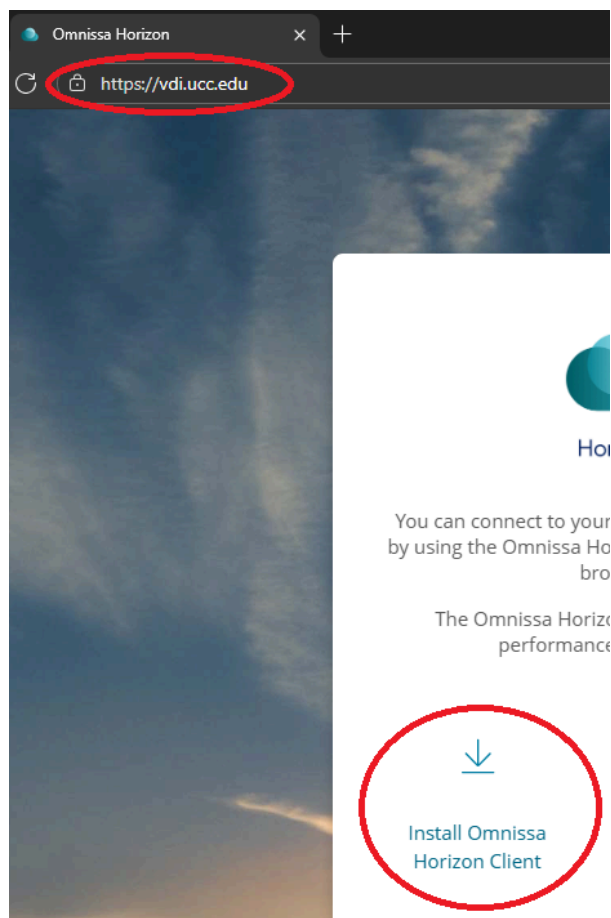 Omnissa Horizon
https://vdi.ucc.edu
Hor
You can connect to your
by using the Omnissa Ho
bro
The Omnissa Horizo
performance
Install Omnissa
Horizon Client